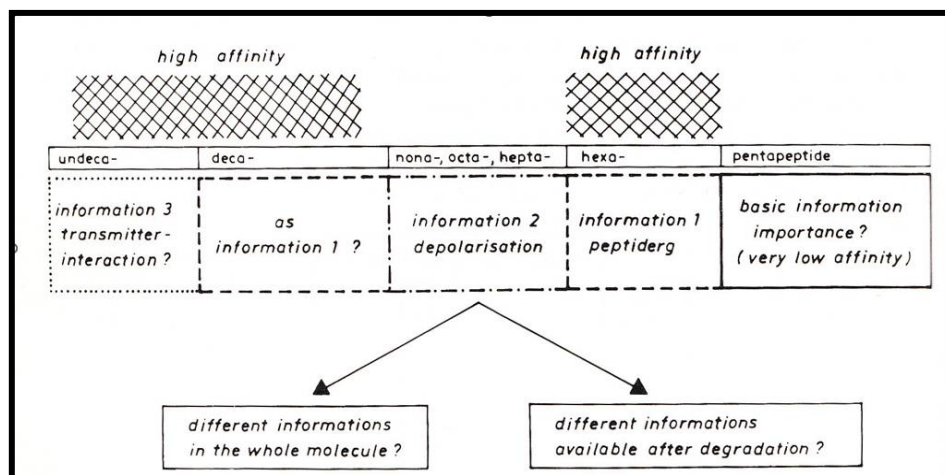 high affinity
high affinity
undeca-
deca-
nona-, octa-, hepta-
hexa-
pentapeptide
information 3
transmitter-
interaction ?
as
information 1 ?
information 2
depolarisation
information 1
peptiderg
basic information
importance ?
( very low affinity )
different informations
in the whole molecule ?
different informations
available after degradation ?